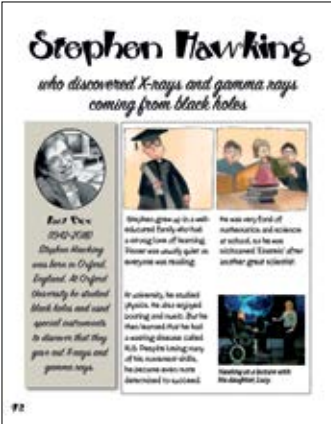 Stephen Hawking
who discovered X-rays and gamma rays
coming from black holes
Fact Box
(1942–2018)
Stephen Hawking
was born in Oxford,
England. At Oxford
University he studied
black holes and used
special instruments
to discover that they
gave out X-rays and
gamma rays.
Stephen grew up in a well-
educated family who had
a strong love of learning.
Dinner was usually quiet as
everyone was reading.
He was very fond of
mathematics and science
at school, so he was
nicknamed 'Einstein' after
another great scientist.
At university, he studied
physics. He also enjoyed
rowing and music. But he
then learned that he had
a wasting disease called
Despite losing many
of his movement skills,
he became even more
determined to succeed.
Hawking at a lecture with
his daughter, Lucy.